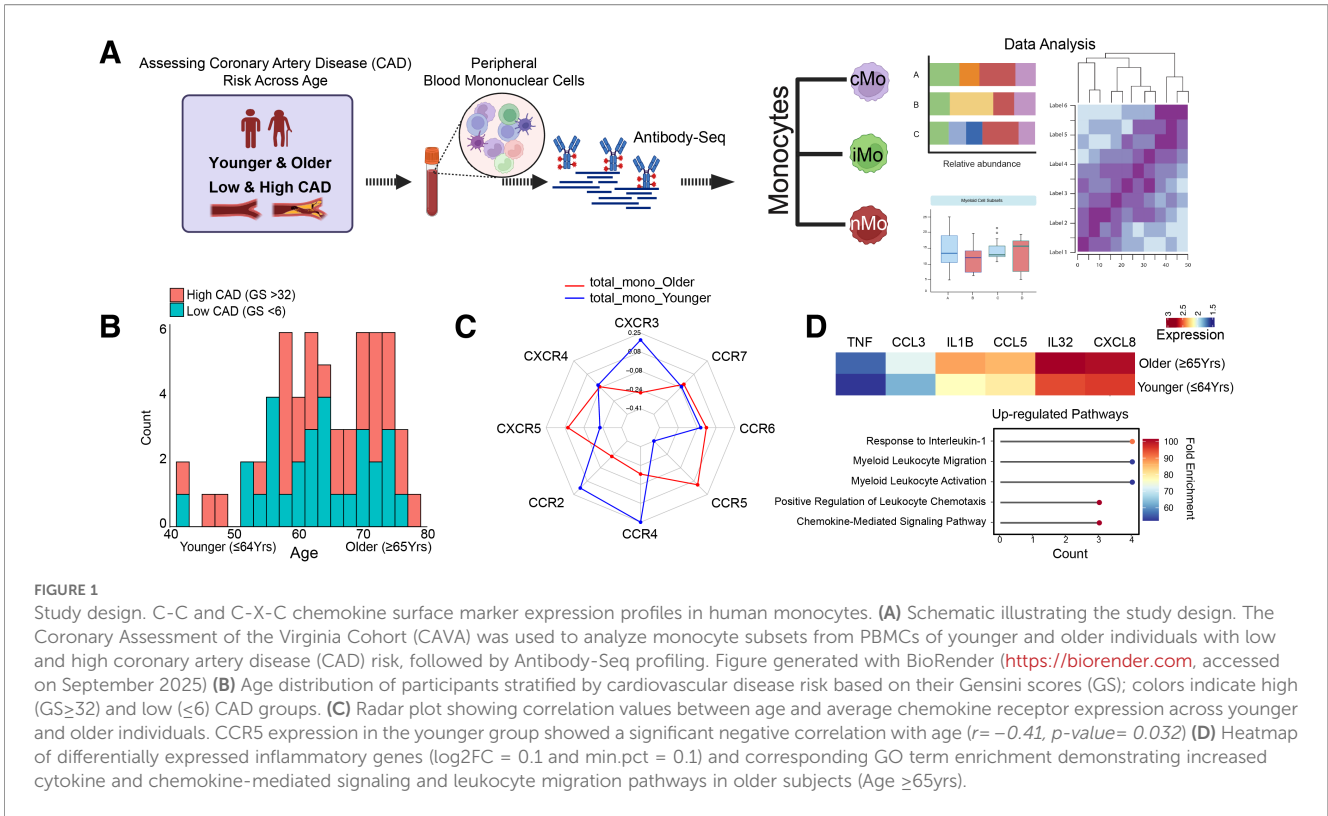 A
Assessing Coronary Artery Disease (CAD)
Risk Across Age
Younger & Older
Low & High CAD
Peripheral
Blood Mononuclear Cells
Antibody-Seq
Monocytes
cMo
iMo
nMo
Data Analysis
A
B
C
Relative abundance
Myeloid Cell Subsets
Label 6
Label 5
Label 4
Label 3
Label 2
Label 1
0 10 20 30 40 50
B
High CAD (GS >32)
Low CAD (GS <6)
Count
6
4
2
0
40 50 60 70 80
Younger (≤64Yrs) Age Older (≥65Yrs)
C
total_mono_Older
total_mono_Younger
CXCR3
CCR7
CCR6
CCR5
CCR4
CCR2
CXCR5
CXCR4
0.25
0.08
−0.08
−0.24
−0.41
D
3 2.5 2 1.5
Expression
TNF CCL3 IL1B CCL5 IL32 CXCL8
Older (≥65Yrs)
Younger (≤64Yrs)
Up-regulated Pathways
Response to Interleukin-1
Myeloid Leukocyte Migration
Myeloid Leukocyte Activation
Positive Regulation of Leukocyte Chemotaxis
Chemokine-Mediated Signaling Pathway
0 1 2 3 4
Count
100
90
80
70
60
Fold Enrichment
FIGURE 1
Study design. C-C and C-X-C chemokine surface marker expression profiles in human monocytes. (A) Schematic illustrating the study design. The
Coronary Assessment of the Virginia Cohort (CAVA) was used to analyze monocyte subsets from PBMCs of younger and older individuals with low
and high coronary artery disease (CAD) risk, followed by Antibody-Seq profiling. Figure generated with BioRender (https://biorender.com, accessed
on September 2025) (B) Age distribution of participants stratified by cardiovascular disease risk based on their Gensini scores (GS); colors indicate high
(GS≥32) and low (≤6) CAD groups. (C) Radar plot showing correlation values between age and average chemokine receptor expression across younger
and older individuals. CCR5 expression in the younger group showed a significant negative correlation with age (r= −0.41, p-value= 0.032) (D) Heatmap
of differentially expressed inflammatory genes (log2FC = 0.1 and min.pct = 0.1) and corresponding GO term enrichment demonstrating increased
cytokine and chemokine-mediated signaling and leukocyte migration pathways in older subjects (Age ≥65yrs).